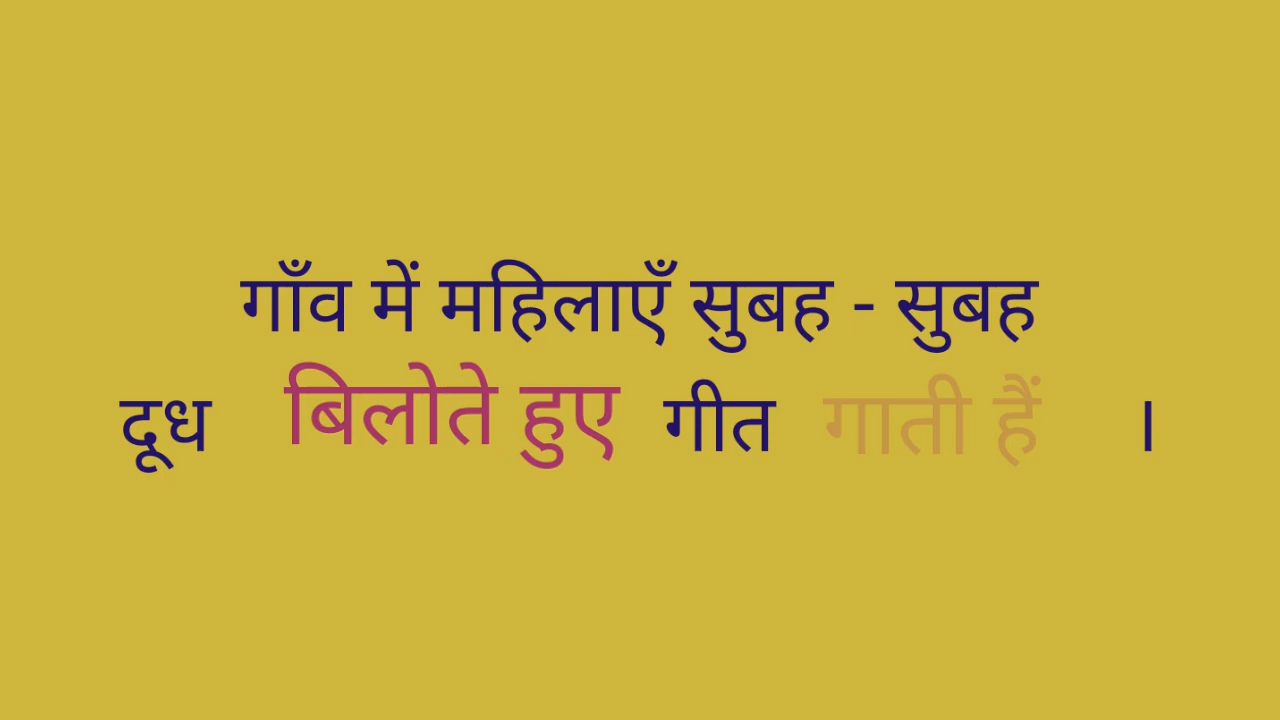 गाँव में महिलाएँ सुबह - सुबह
दूध बिलोते हुए गीत गाती हैं ।